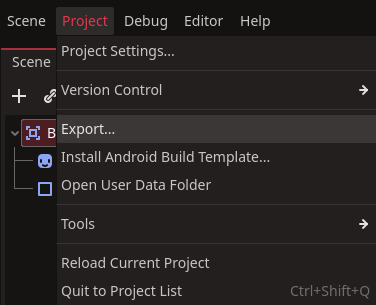 Scene Project Debug Editor Help
Project Settings...
Scene
Version Control
B
Export...
Install Android Build Template...
Open User Data Folder
Tools
Reload Current Project
Quit to Project List Ctrl+Shift+Q